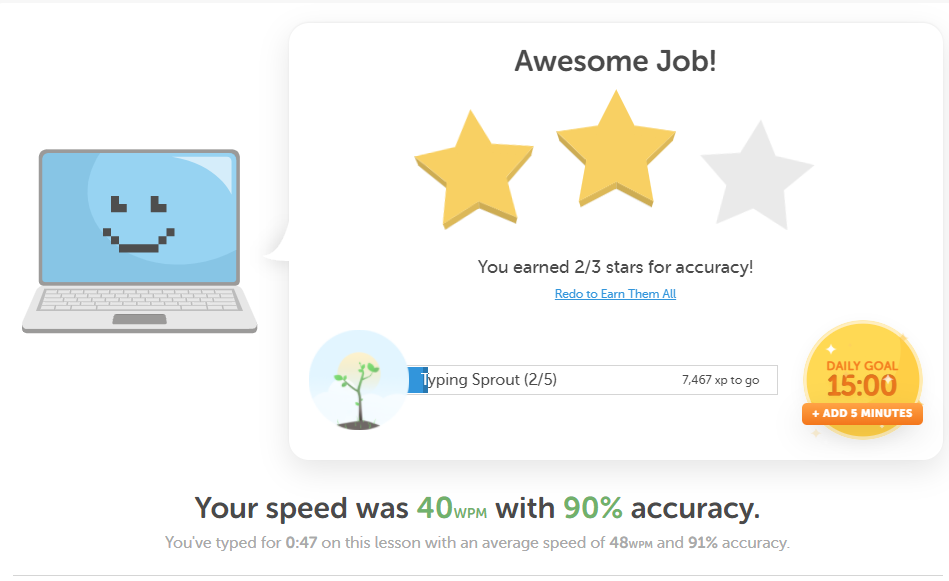 Awesome Job!
You earned 2/3 stars for accuracy!
Redo to Earn Them All
Typing Sprout (2/5)
7,467 xp to go
DAILY GOAL
15:00
+ ADD 5 MINUTES
Your speed was 40WPM with 90% accuracy.
You've typed for 0:47 on this lesson with an average speed of 48WPM and 91% accuracy.